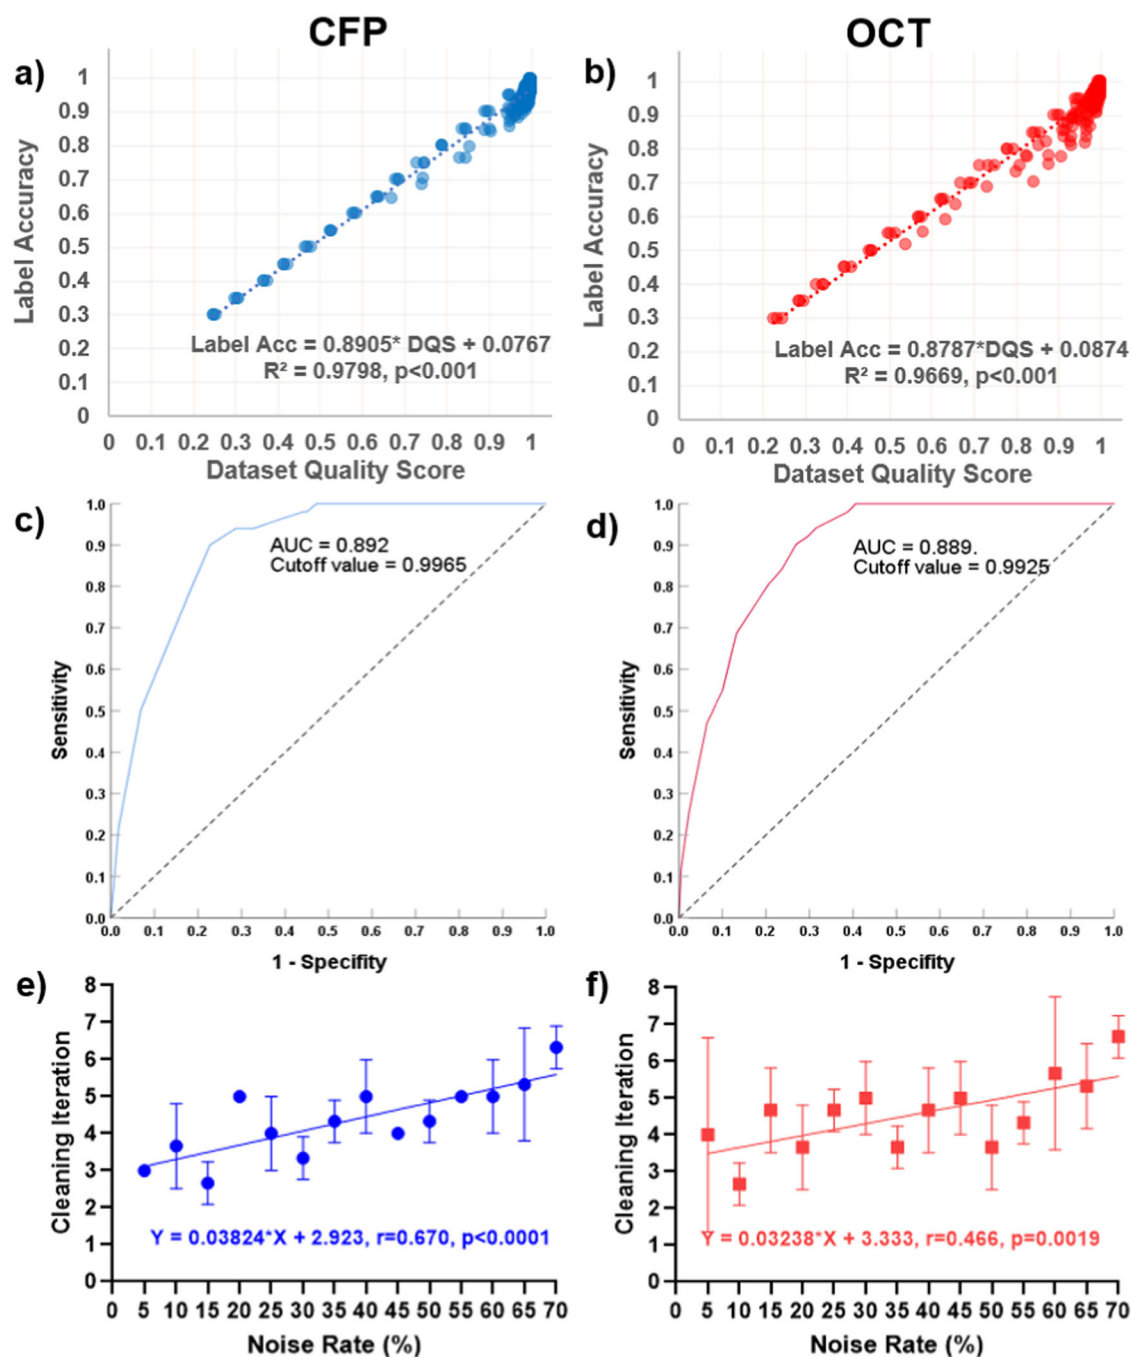 CFP
OCT
a)
1
0.9
0.8
0.7
0.6
0.5
0.4
0.3
0.2
0.1
0
Label Accuracy
Label Acc = 0.8905* DQS + 0.0767
R² = 0.9798, p<0.001
0 0.1 0.2 0.3 0.4 0.5 0.6 0.7 0.8 0.9 1
Dataset Quality Score
b)
1
0.9
0.8
0.7
0.6
0.5
0.4
0.3
0.2
0.1
0
Label Accuracy
Label Acc = 0.8787*DQS + 0.0874
R² = 0.9669, p<0.001
0 0.1 0.2 0.3 0.4 0.5 0.6 0.7 0.8 0.9 1
Dataset Quality Score
c)
1.0
0.9
0.8
0.7
0.6
0.5
0.4
0.3
0.2
0.1
0.0
Sensitivity
AUC = 0.892
Cutoff value = 0.9965
0.0 0.1 0.2 0.3 0.4 0.5 0.6 0.7 0.8 0.9 1.0
1 - Specifity
d)
1.0
0.9
0.8
0.7
0.6
0.5
0.4
0.3
0.2
0.1
0.0
Sensitivity
AUC = 0.889.
Cutoff value = 0.9925
0.0 0.1 0.2 0.3 0.4 0.5 0.6 0.7 0.8 0.9 1.0
1 - Specifity
e)
8
7
6
5
4
3
2
1
0
Cleaning Iteration
Y = 0.03824*X + 2.923, r=0.670, p<0.0001
0 5 10 15 20 25 30 35 40 45 50 55 60 65 70
Noise Rate (%)
f)
8
7
6
5
4
3
2
1
0
Cleaning Iteration
Y = 0.03238*X + 3.333, r=0.466, p=0.0019
0 5 10 15 20 25 30 35 40 45 50 55 60 65 70
Noise Rate (%)